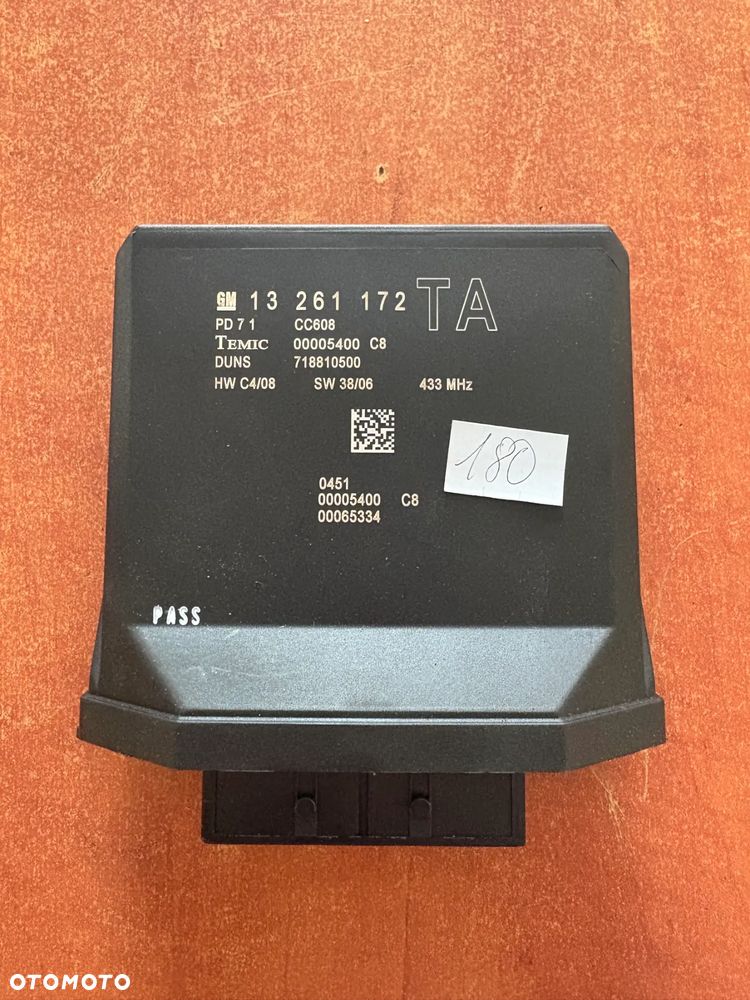 GM 13 261 172 TA
PD 7 1 CC608
TEMIC 00005400 C8
DUNS 718810500
HW C4/08 SW 38/06 433 MHz
180
0451
00005400 C8
00065334
PASS
OTOMOTO